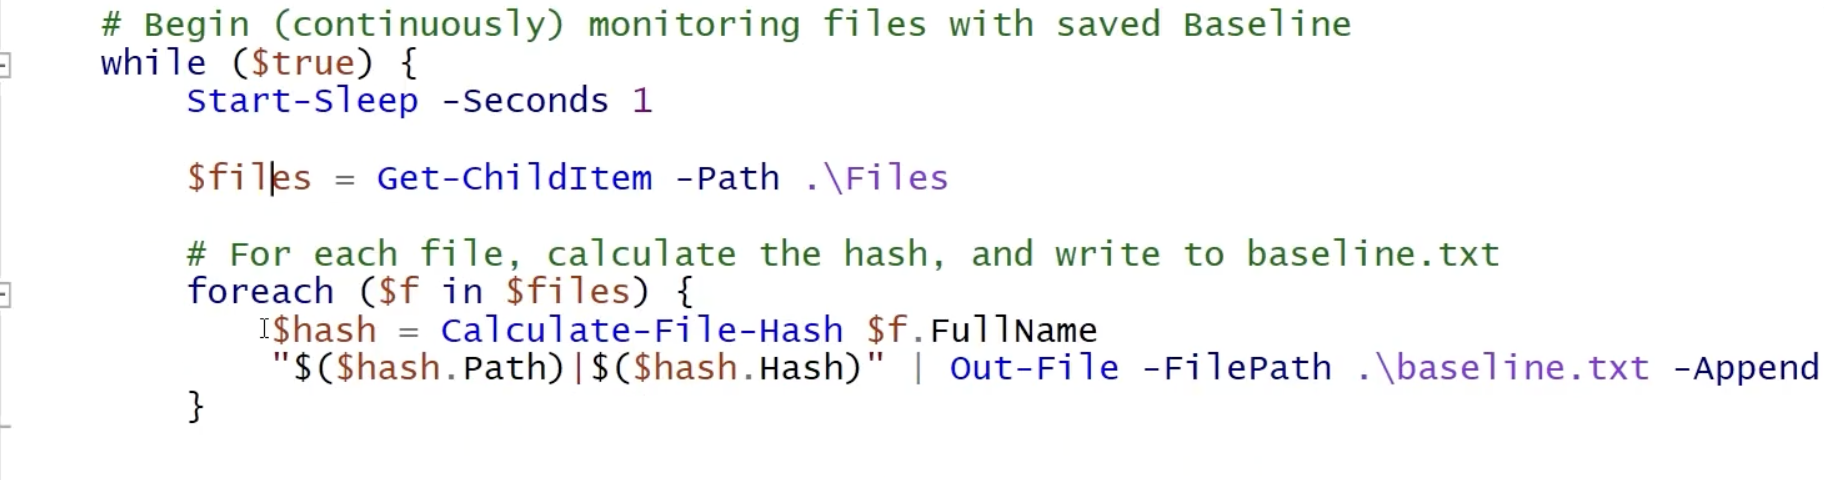 # Begin (continuously) monitoring files with saved Baseline
while ($true) {
Start-Sleep -Seconds 1
$files = Get-ChildItem -Path .\Files
# For each file, calculate the hash, and write to baseline.txt
foreach ($f in $files) {
$hash = Calculate-File-Hash $f.FullName
"$($hash.Path)|$($hash.Hash)" | Out-File -FilePath .\baseline.txt -Append
}